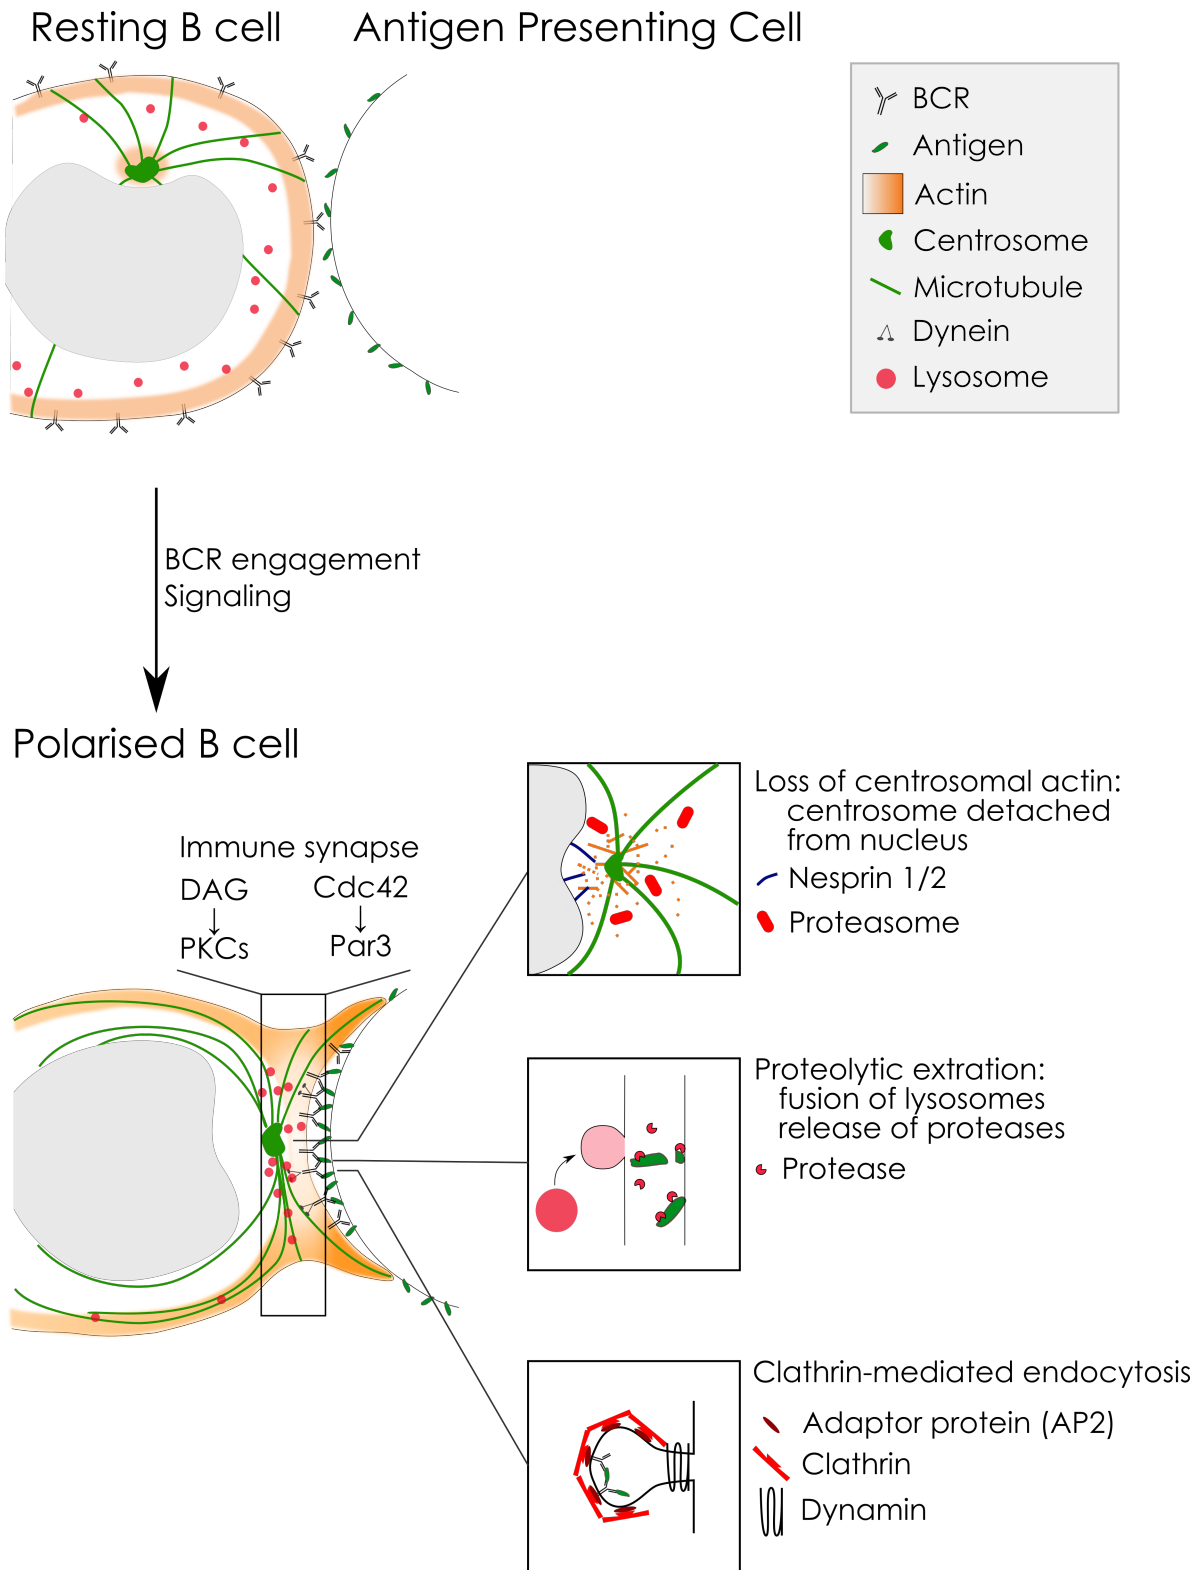 Resting B cell
Antigen Presenting Cell
BCR
Antigen
Actin
Centrosome
Microtubule
Dynein
Lysosome
BCR engagement
Signaling
Polarised B cell
Immune synapse
DAG
Cdc42
PKCs
Par3
Loss of centrosomal actin:
centrosome detached
from nucleus
Nesprin 1/2
Proteasome
Proteolytic extration:
fusion of lysosomes
release of proteases
Protease
Clathrin-mediated endocytosis
Adaptor protein (AP2)
Clathrin
Dynamin